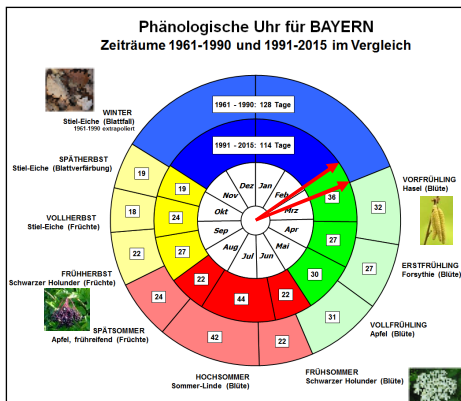 Phänologische Uhr für BAYERN
Zeiträume 1961-1990 und 1991-2015 im Vergleich
WINTER
Stiel-Eiche (Blattfall)
1961-1990 extrapoliert
SPÄTHERBST
Stiel-Eiche (Blattverfärbung)
VOLLHERBST
Stiel-Eiche (Früchte)
FRÜHHERBST
Schwarzer Holunder (Früchte)
SPÄTSOMMER
Apfel, frühreifend (Früchte)
HOCHSOMMER
Sommer-Linde (Blüte)
FRÜHSOMMER
Schwarzer Holunder (Blüte)
VOLLFRÜHLING
Apfel (Blüte)
ERSTFRÜHLING
Forsythie (Blüte)
VORFRÜHLING
Hasel (Blüte)
1961 - 1990: 128 Tage
1991 - 2015: 114 Tage
32
27
31
22
42
24
22
18
19
36
27
30
22
44
22
27
24
19
Jan
Feb
Mrz
Apr
Mai
Jun
Jul
Aug
Sep
Okt
Nov
Dez